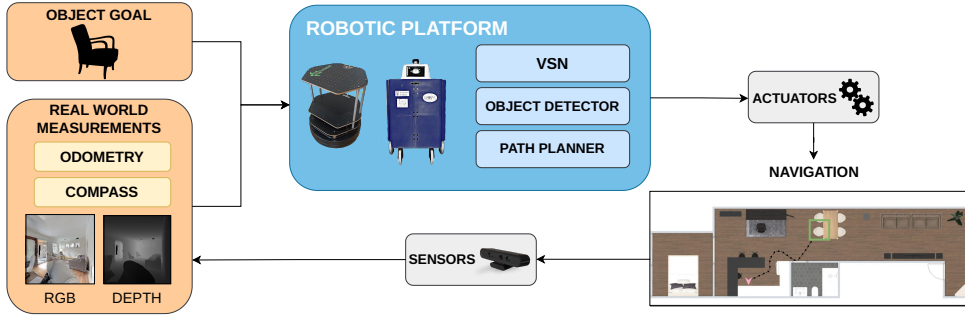 OBJECT GOAL
REAL WORLD
MEASUREMENTS
ODOMETRY
COMPASS
RGB
DEPTH
ROBOTIC PLATFORM
VSN
OBJECT DETECTOR
PATH PLANNER
ACTUATORS
NAVIGATION
SENSORS